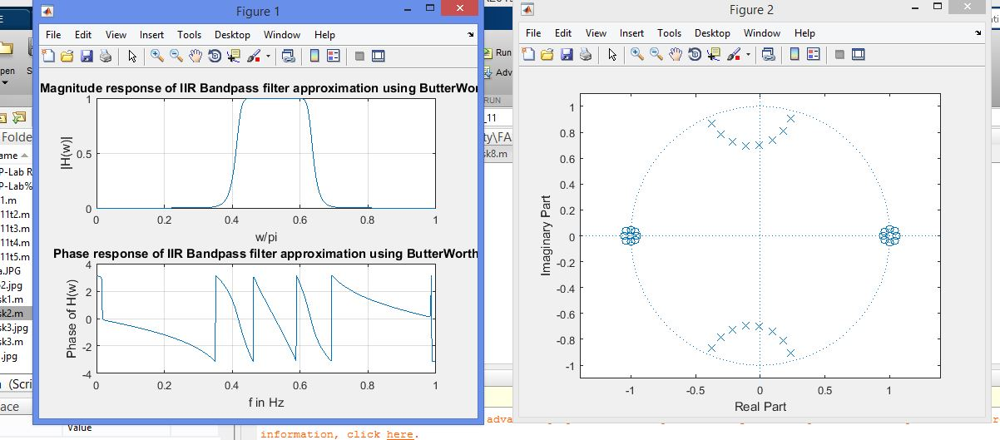 Figure 1
File Edit View Insert Tools Desktop Window Help
Magnitude response of IIR Bandpass filter approximation using ButterWor
1
0.5
0
|H(w)|
0 0.2 0.4 0.6 0.8 1
w/pi
Phase response of IIR Bandpass filter approximation using ButterWorth
4
2
0
-2
-4
Phase of H(w)
0 0.2 0.4 0.6 0.8 1
f in Hz
Figure 2
File Edit View Insert Tools Desktop Window Help
1
0.8
0.6
0.4
0.2
0
-0.2
-0.4
-0.6
-0.8
-1
Imaginary Part
-1 -0.5 0 0.5 1
Real Part
E
pen
S
Run
Adv
RUN
_11
ty\FA
sk8.m
Folde
ame
P-Lab R
P-Lab%
1.m
11t2.m
11t3.m
11t4.m
11t5.m
a.JPG
2.jpg
sk1.m
sk2.m
sk3.jpg
sk3.m
.jpg
(Scri
ace
Value
adva
information, click here.